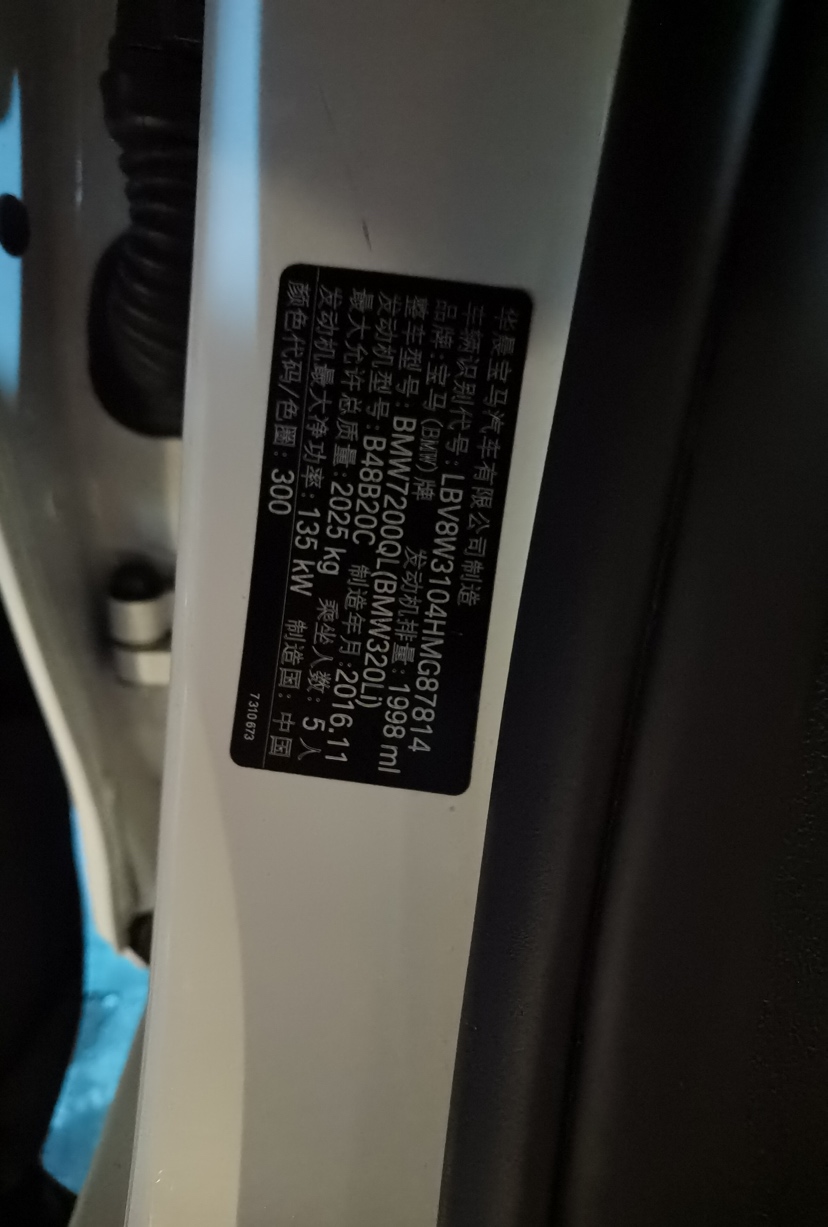 华晨宝马汽车有限公司制造
车辆识别代号:LBV8W3104HMG87814
品牌:宝马(BMW)牌 发动机排量:1998 ml
整车型号:BMW7200QL(BMW320Li)
发动机型号:B48B20C 制造年月:2016.11
最大允许总质量:2025 kg 乘坐人数:5人
发动机最大净功率:135 kW 制造国:中国
颜色代码/色圈:300
7310673